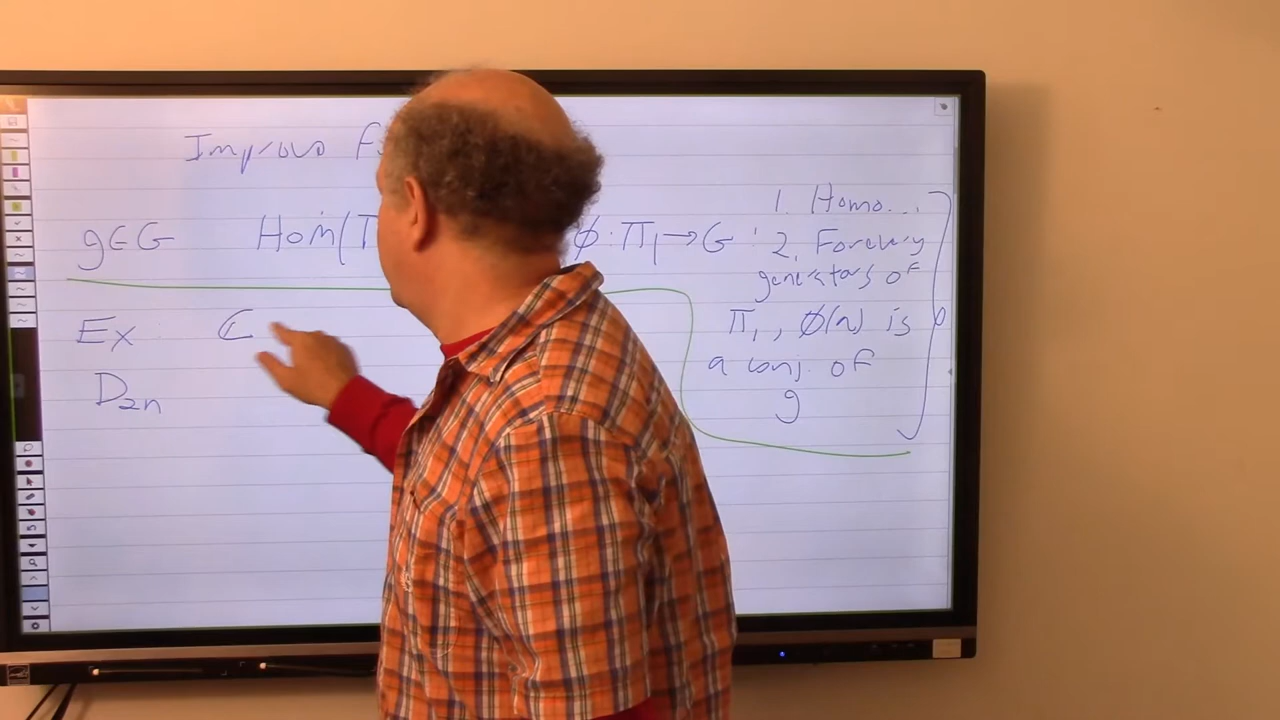 Improve
g∈G Hom(Π ϕ:Π₁→G
1. Homo...
2. For every
generators of
Π₁, ϕ(n) is
a conj. of
g
Ex ℂ
D₂ₙ